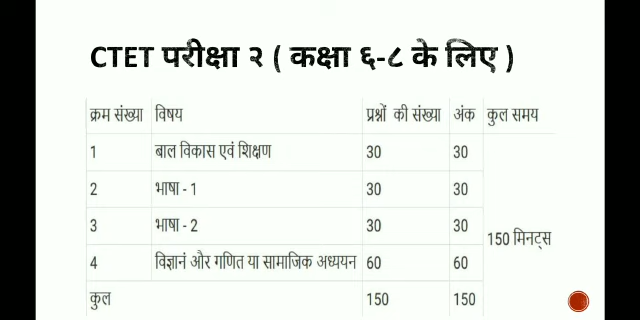 CTET परीक्षा २ ( कक्षा ६-८ के लिए )
क्रम संख्या विषय प्रश्नों की संख्या अंक कुल समय
1 बाल विकास एवं शिक्षण 30 30
2 भाषा - 1 30 30
3 भाषा - 2 30 30
150 मिनट्स
4 विज्ञानं और गणित या सामाजिक अध्ययन 60 60
कुल 150 150